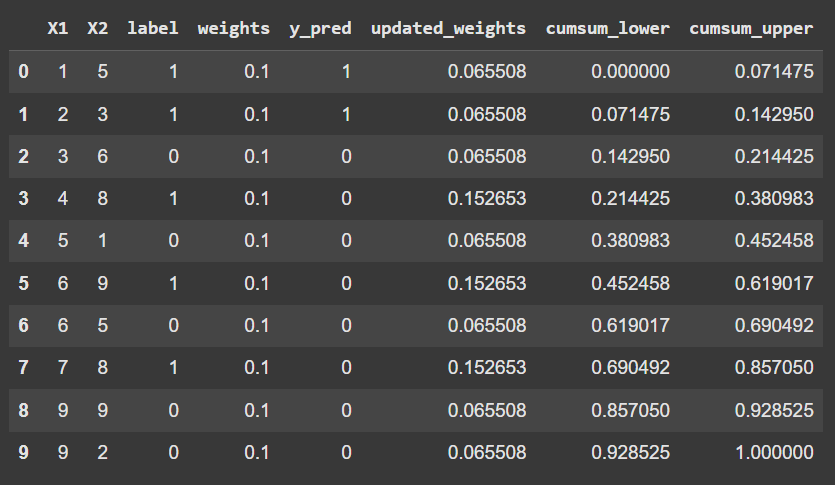 X1 X2 label weights y_pred updated_weights cumsum_lower cumsum_upper
0 1 5 1 0.1 1 0.065508 0.000000 0.071475
1 2 3 1 0.1 1 0.065508 0.071475 0.142950
2 3 6 0 0.1 0 0.065508 0.142950 0.214425
3 4 8 1 0.1 0 0.152653 0.214425 0.380983
4 5 1 0 0.1 0 0.065508 0.380983 0.452458
5 6 9 1 0.1 0 0.152653 0.452458 0.619017
6 6 5 0 0.1 0 0.065508 0.619017 0.690492
7 7 8 1 0.1 0 0.152653 0.690492 0.857050
8 9 9 0 0.1 0 0.065508 0.857050 0.928525
9 9 2 0 0.1 0 0.065508 0.928525 1.000000